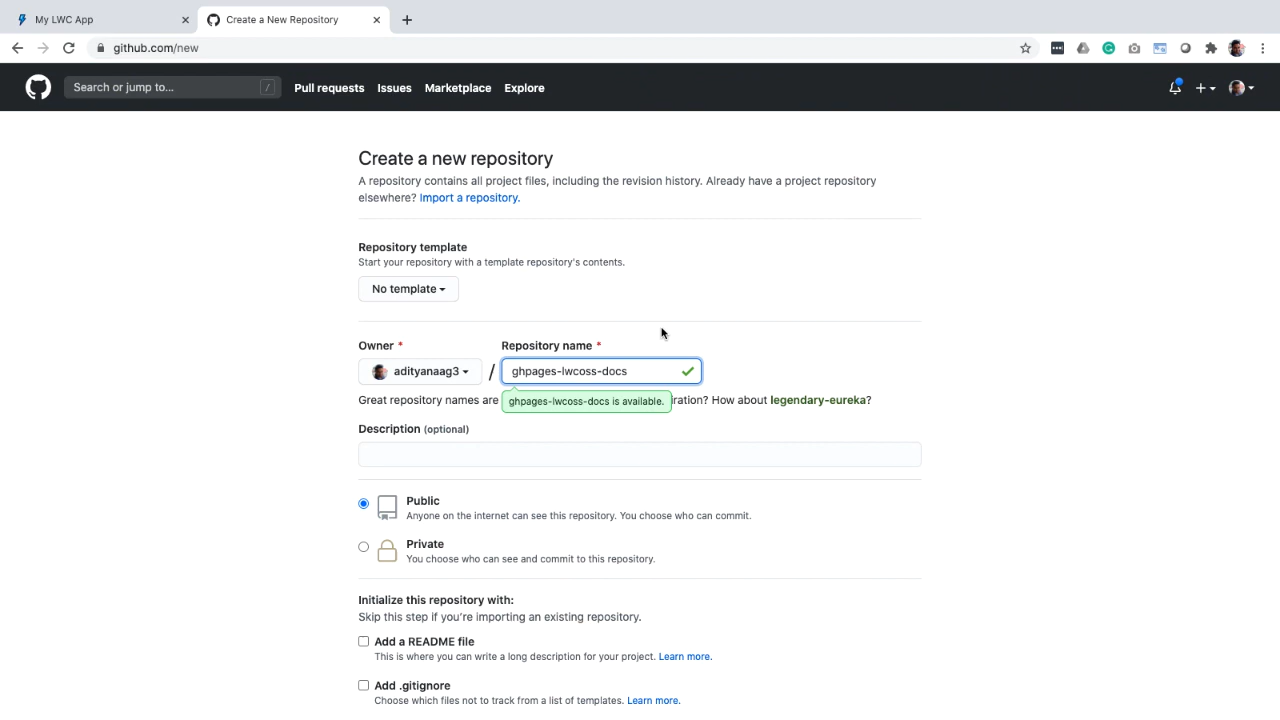 My LWC App
Create a New Repository
github.com/new
Search or jump to...
/
Pull requests
Issues
Marketplace
Explore
Create a new repository
A repository contains all project files, including the revision history. Already have a project repository
elsewhere? Import a repository.
Repository template
Start your repository with a template repository's contents.
No template
Owner *
Repository name *
adityanaag3
/
ghpages-lwcoss-docs
Great repository names are
ghpages-lwcoss-docs is available.
iration? How about legendary-eureka?
Description (optional)
Public
Anyone on the internet can see this repository. You choose who can commit.
Private
You choose who can see and commit to this repository.
Initialize this repository with:
Skip this step if you're importing an existing repository.
Add a README file
This is where you can write a long description for your project. Learn more.
Add .gitignore
Choose which files not to track from a list of templates. Learn more.